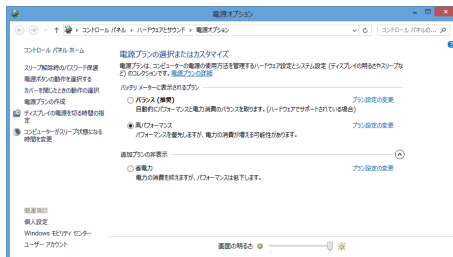 電源オプション
コントロール パネル ▸ ハードウェアとサウンド ▸ 電源オプション
コントロール パネルの...
コントロール パネル ホーム
スリープ解除時のパスワード保護
電源ボタンの動作を選択する
カバーを閉じたときの動作の選択
電源プランの作成
ディスプレイの電源を切る時間の指定
コンピューターがスリープ状態になる時間を変更
電源プランの選択またはカスタマイズ
電源プランは、コンピューターの電源の使用方法を管理するハードウェア設定とシステム設定 (ディスプレイの明るさやスリープなど) のコレクションです。電源プランの詳細
バッテリ メーターに表示されるプラン
バランス (推奨)
プラン設定の変更
自動的にパフォーマンスと電力消費のバランスを取ります。(ハードウェアでサポートされている場合)
高パフォーマンス
プラン設定の変更
パフォーマンスを優先しますが、電力の消費が増える可能性があります。
追加プランの非表示
省電力
プラン設定の変更
電力の消費を抑えますが、パフォーマンスは低下します。
関連項目
個人設定
Windows モビリティ センター
ユーザー アカウント
画面の明るさ